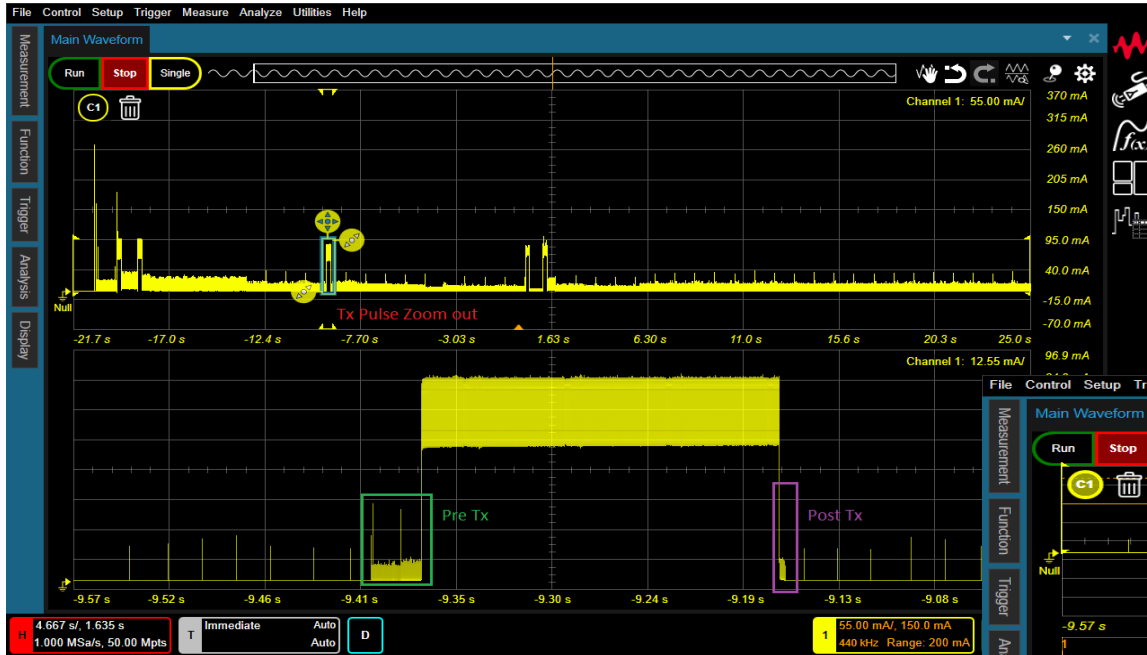 File Control Setup Trigger Measure Analyze Utilities Help
Main Waveform
Measurement
Function
Trigger
Analysis
Display
Run Stop Single
C1
Channel 1: 55.00 mA/
370 mA
315 mA
260 mA
205 mA
150 mA
95.0 mA
40.0 mA
-15.0 mA
-70.0 mA
Null
Tx Pulse Zoom out
-21.7 s -17.0 s -12.4 s -7.70 s -3.03 s 1.63 s 6.30 s 11.0 s 15.6 s 20.3 s 25.0 s
Channel 1: 12.55 mA/
96.9 mA
Pre Tx
Post Tx
-9.57 s -9.52 s -9.46 s -9.41 s -9.35 s -9.30 s -9.24 s -9.19 s -9.13 s -9.08 s
H
4.667 s/, 1.635 s
1.000 MSa/s, 50.00 Mpts
T
Immediate Auto
Auto
D
1
55.00 mA/, 150.0 mA
440 kHz Range: 200 mA
f(x)
File Control Setup Tr
Main Waveform
Measurement
Function
Trigger
An
Run Stop
C1
Null
-9.57 s
1